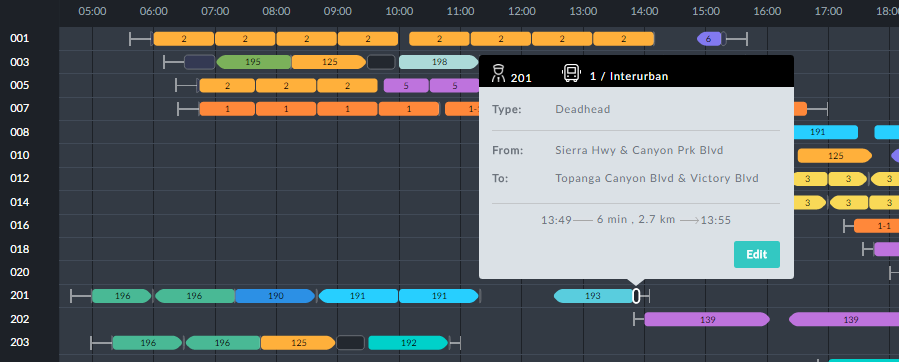 05:00 06:00 07:00 08:00 09:00 10:00 11:00 12:00 13:00 14:00 15:00 16:00 17:00 18:00
001 2 2 2 2 2 2 2 2 6
003 195 125 198
201 1 / Interurban
005 2 2 2 5 5
007 1 1 1 1 1-1
Type: Deadhead
008 191
From: Sierra Hwy & Canyon Prk Blvd
010 125
To: Topanga Canyon Blvd & Victory Blvd
012 3 3 3
014 3 3 3
13:49 6 min , 2.7 km 13:55
016 1-1
018
Edit
020
201 196 196 190 191 191 193
202 139 139
203 196 196 125 192